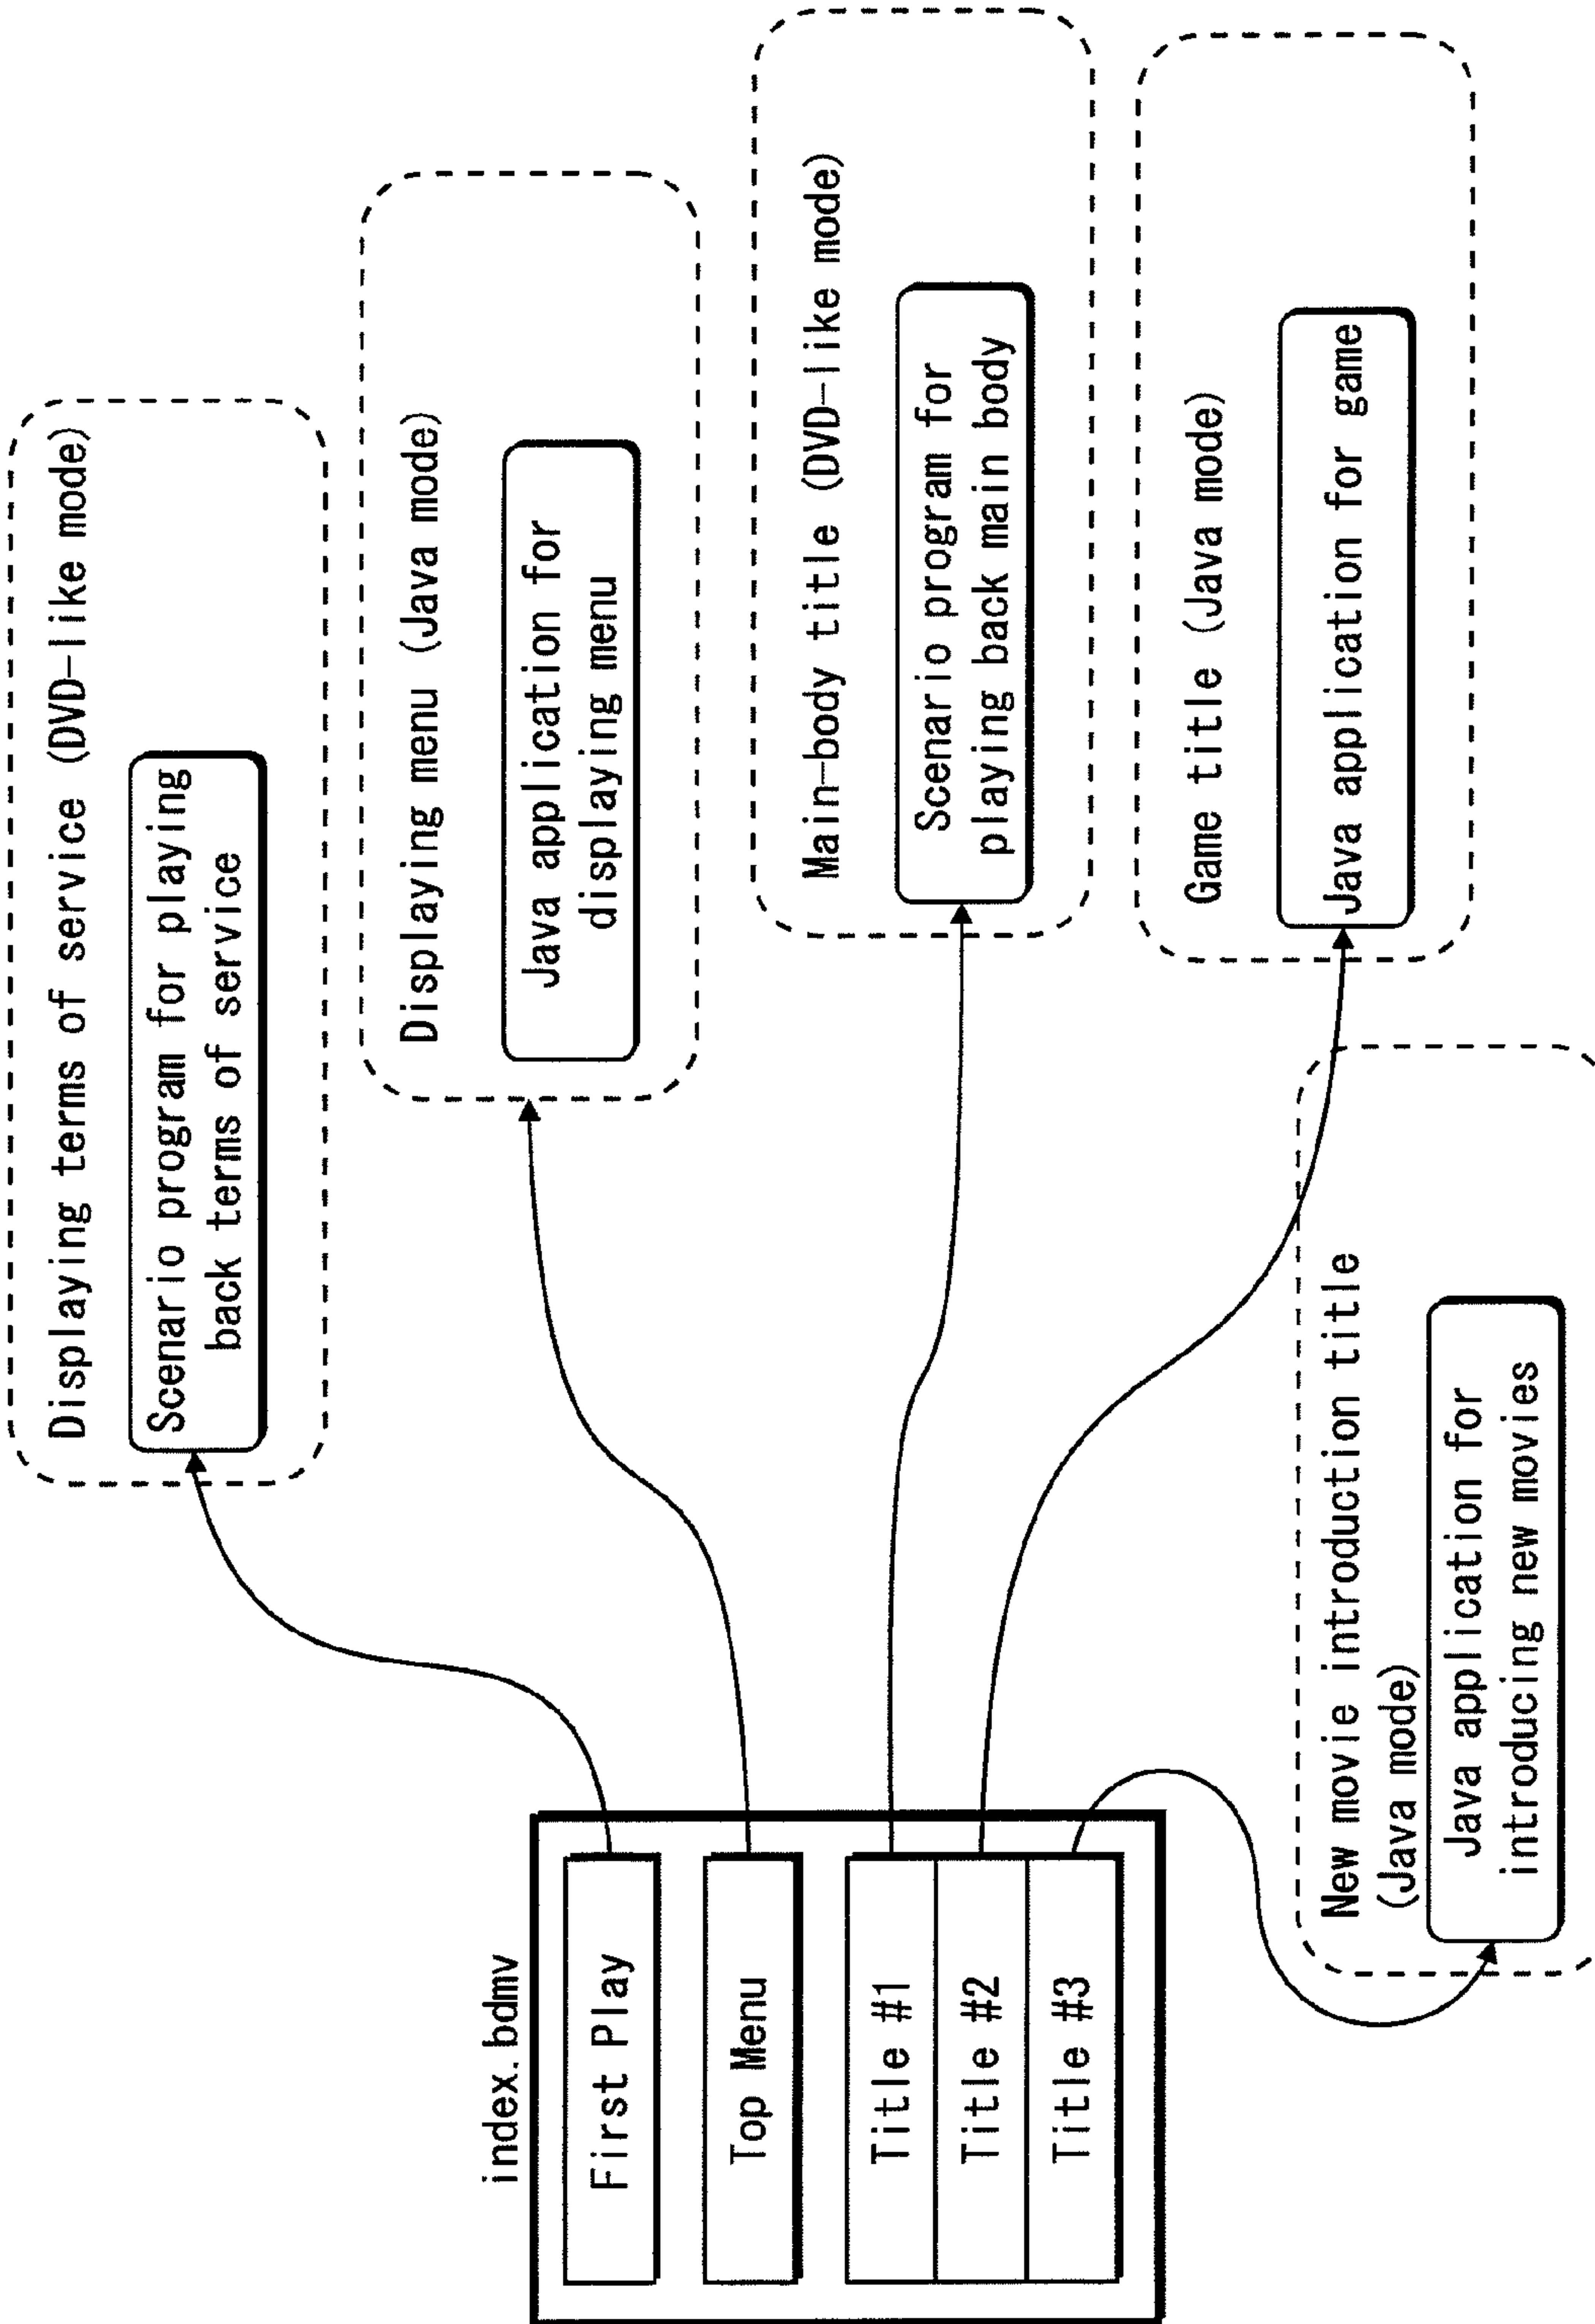 index.bdmv
First Play
Top Menu
Title #1
Title #2
Title #3
Displaying terms of service (DVD-like mode)
Scenario program for playing
back terms of service
Displaying menu (Java mode)
Java application for
displaying menu
Main-body title (DVD-like mode)
Scenario program for
playing back main body
Game title (Java mode)
Java application for game
New movie introduction title
(Java mode)
Java application for
introducing new movies